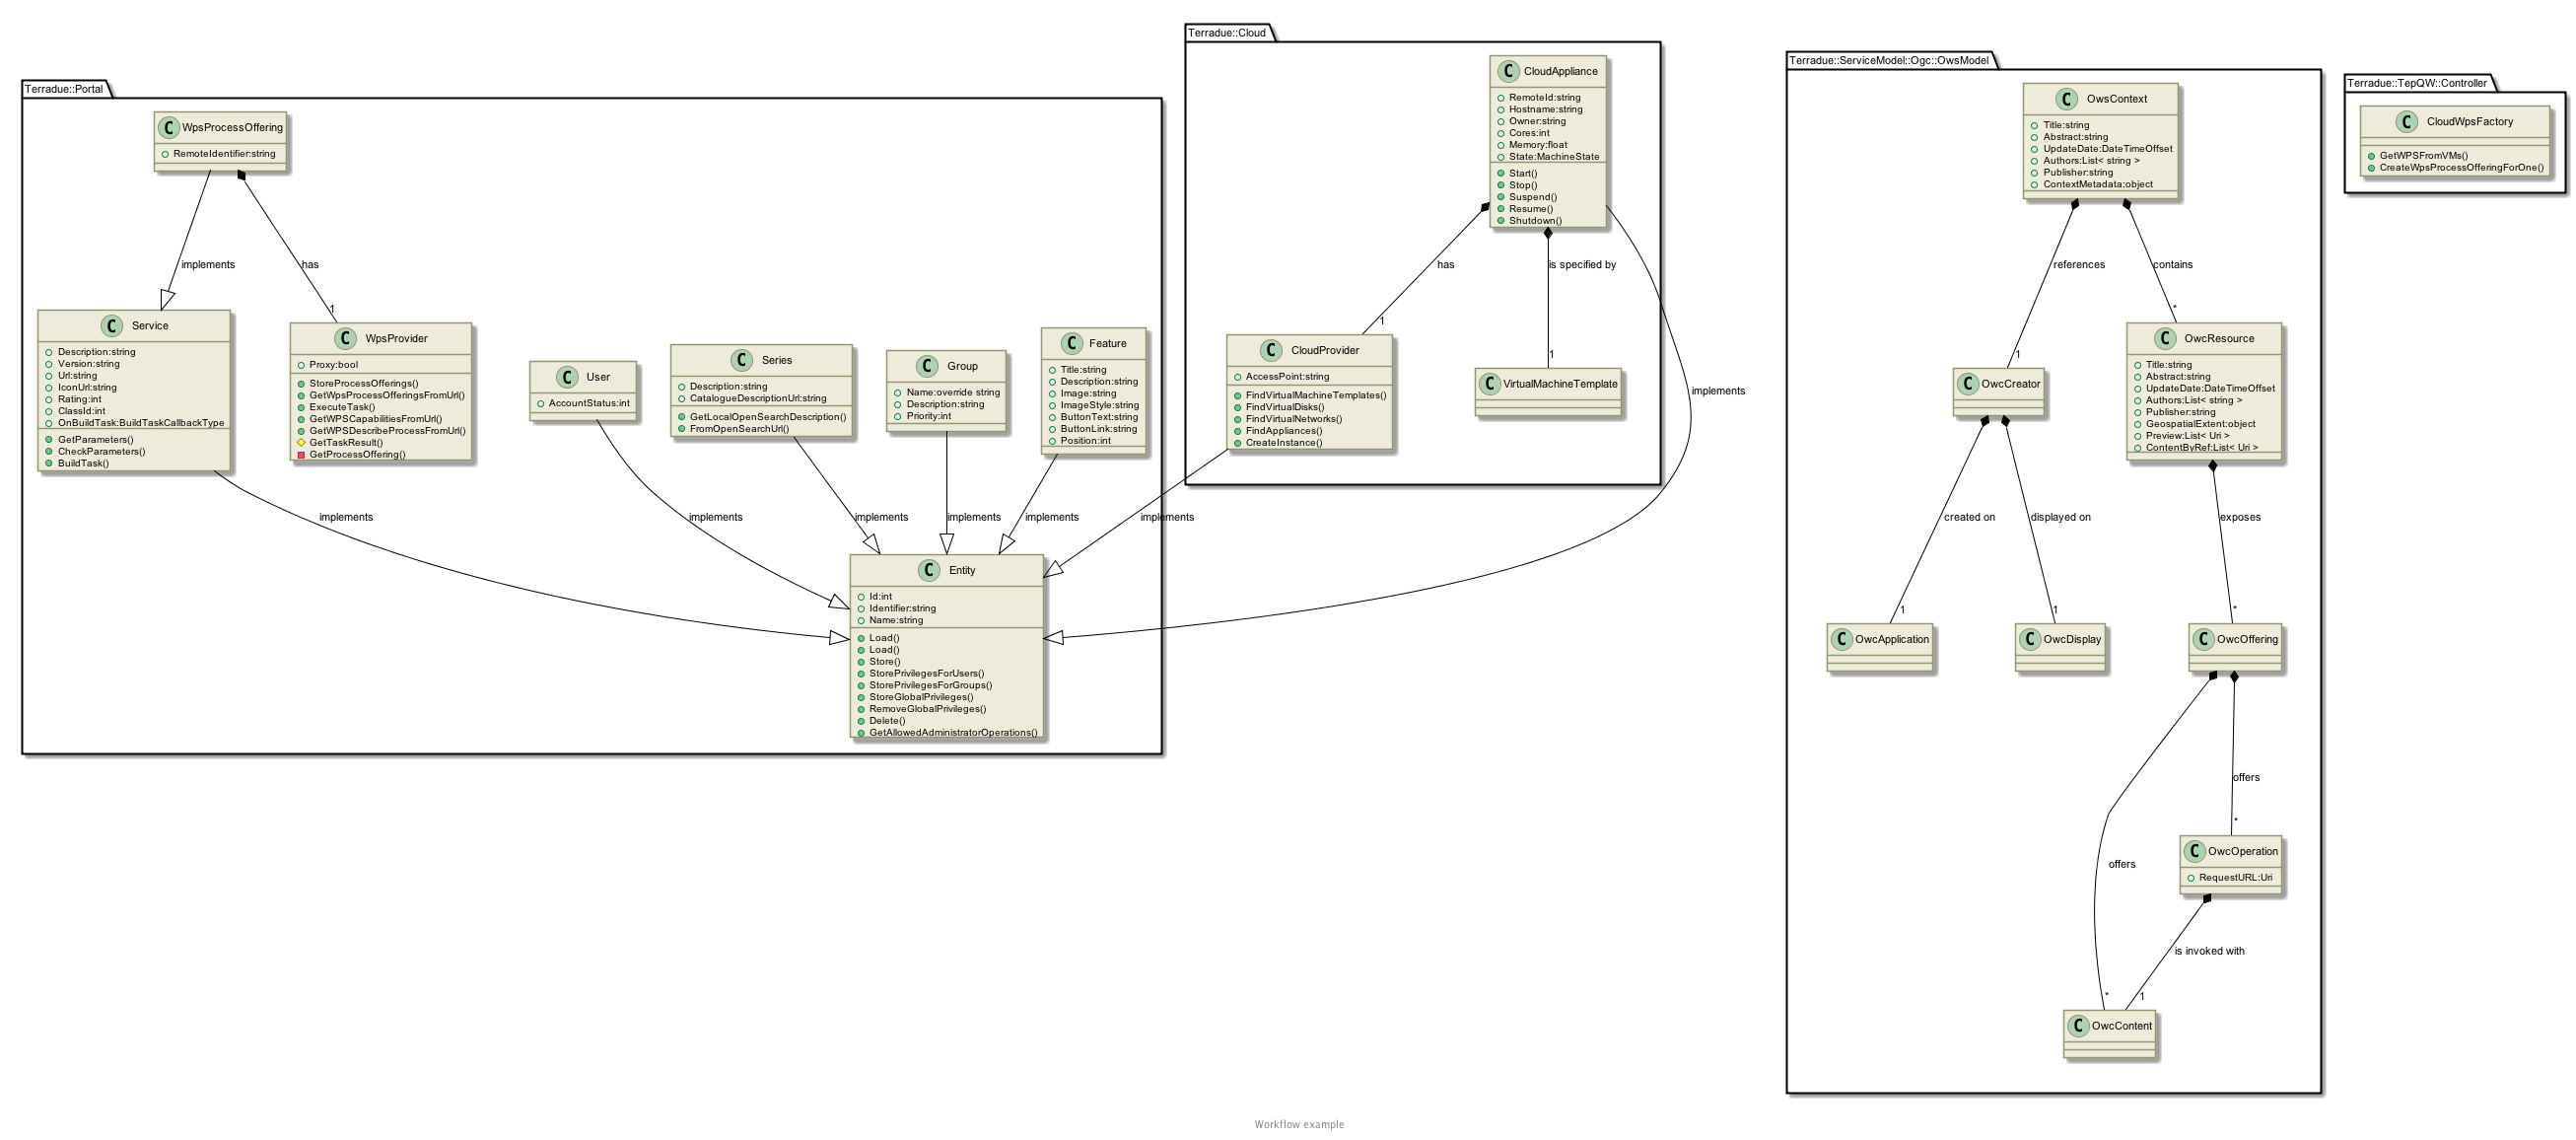 Terradue::Portal
C WpsProcessOffering
RemoteIdentifier:string
implements
has
1
C Service
Description:string
Version:string
Url:string
IconUrl:string
Rating:int
ClassId:int
OnBuildTask:BuildTaskCallbackType
GetParameters()
CheckParameters()
BuildTask()
C WpsProvider
Proxy:bool
StoreProcessOfferings()
GetWpsProcessOfferingsFromUrl()
ExecuteTask()
GetWPSCapabilitiesFromUrl()
GetWPSDescribeProcessFromUrl()
GetTaskResult()
GetProcessOffering()
C User
AccountStatus:int
C Series
Description:string
CatalogueDescriptionUrl:string
GetLocalOpenSearchDescription()
FromOpenSearchUrl()
C Group
Name:override string
Description:string
Priority:int
C Feature
Title:string
Description:string
Image:string
ImageStyle:string
ButtonText:string
ButtonLink:string
Position:int
implements
implements
implements
implements
implements
implements
C Entity
Id:int
Identifier:string
Name:string
Load()
Load()
Store()
StorePrivilegesForUsers()
StorePrivilegesForGroups()
StoreGlobalPrivileges()
RemoveGlobalPrivileges()
Delete()
GetAllowedAdministratorOperations()
Terradue::Cloud
C CloudAppliance
RemoteId:string
Hostname:string
Owner:string
Cores:int
Memory:float
State:MachineState
Start()
Stop()
Suspend()
Resume()
Shutdown()
has
is specified by
1
1
implements
C CloudProvider
AccessPoint:string
FindVirtualMachineTemplates()
FindVirtualDisks()
FindVirtualNetworks()
FindAppliances()
CreateInstance()
C VirtualMachineTemplate
Terradue::ServiceModel::Ogc::OwsModel
C OwsContext
Title:string
Abstract:string
UpdateDate:DateTimeOffset
Authors:List< string >
Publisher:string
ContextMetadata:object
references
contains
1
*
C OwcCreator
C OwcResource
Title:string
Abstract:string
UpdateDate:DateTimeOffset
Authors:List< string >
Publisher:string
GeospatialExtent:object
Preview:List< Uri >
ContentByRef:List< Uri >
created on
displayed on
exposes
1
1
*
C OwcApplication
C OwcDisplay
C OwcOffering
offers
*
C OwcOperation
RequestURL:Uri
offers
is invoked with
*
1
C OwcContent
Terradue::TepQW::Controller
C CloudWpsFactory
GetWPSFromVMs()
CreateWpsProcessOfferingForOne()
Workflow example